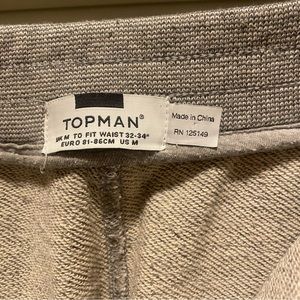 TOPMAN®
UK M TO FIT WAIST 32-34"
EURO 81-86CM US M
Made in China
RN 125149